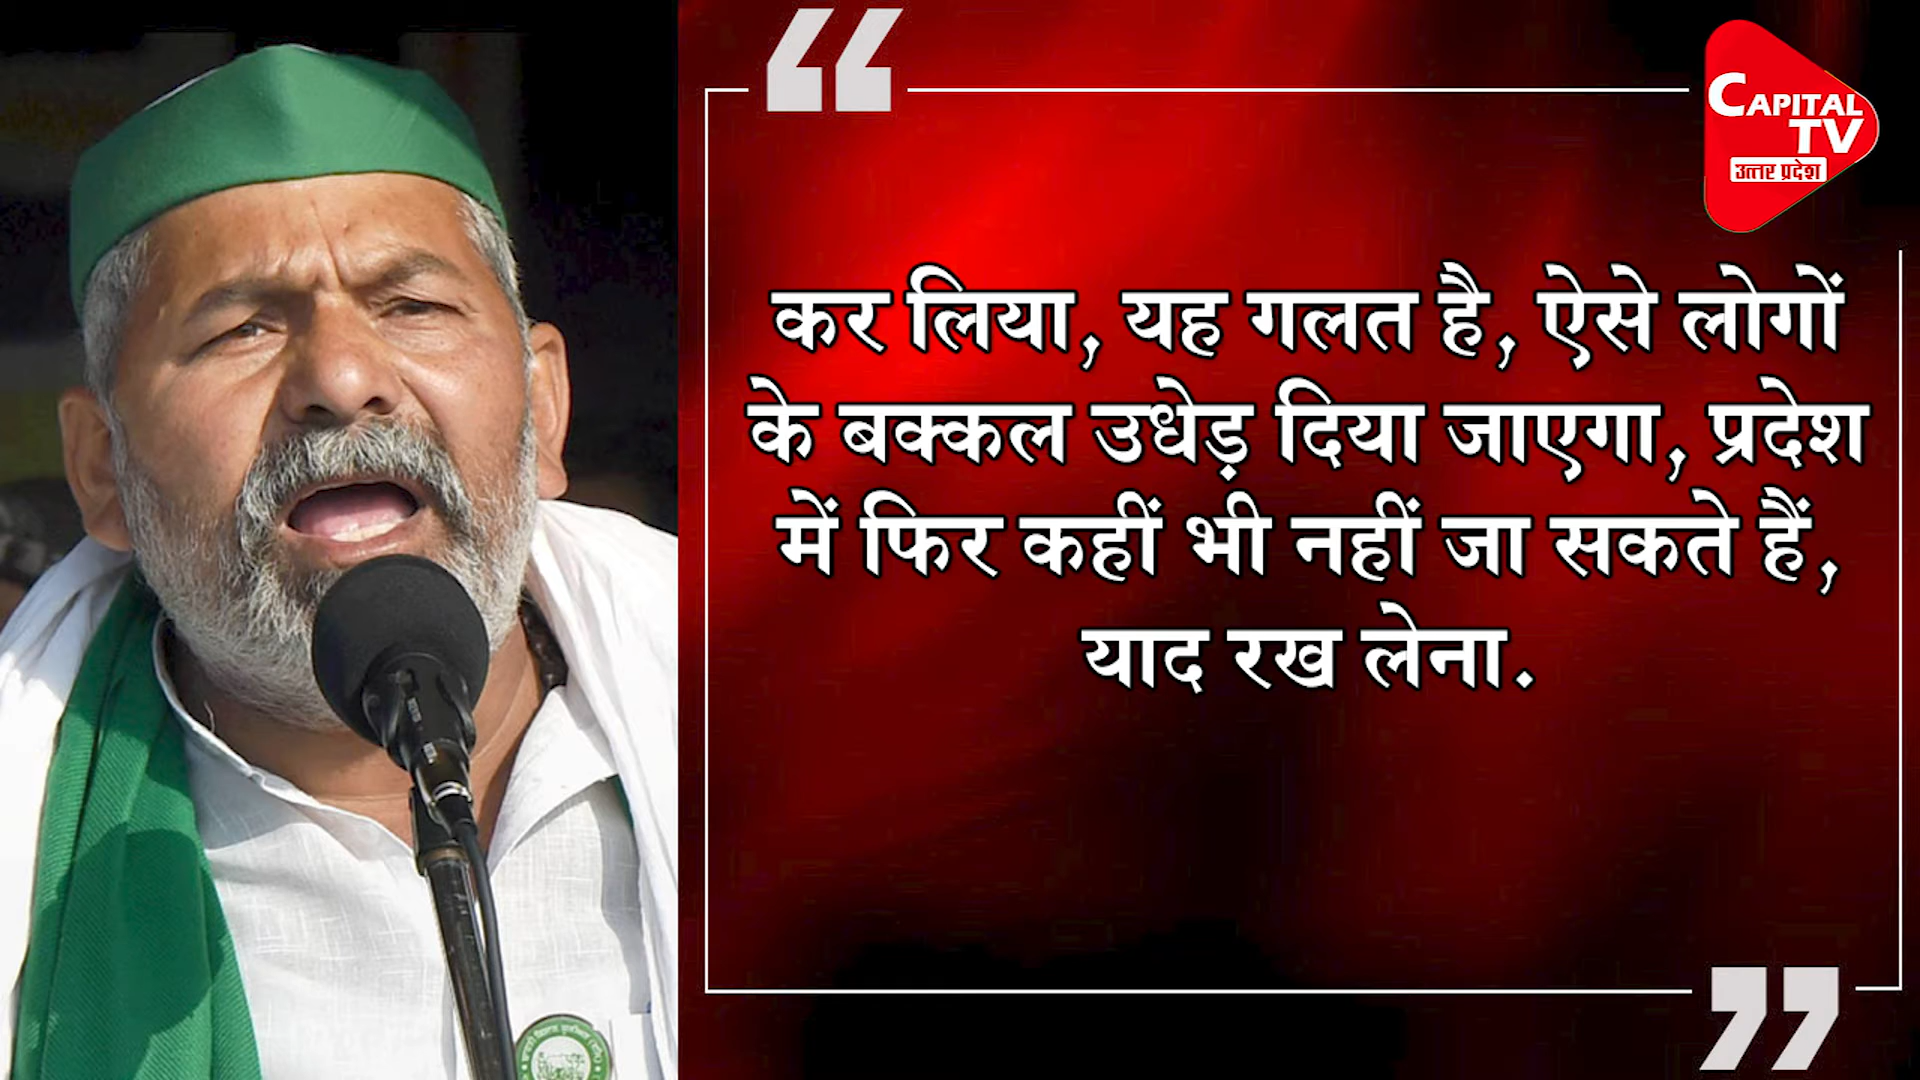 CAPITAL
TV
उत्तर प्रदेश
कर लिया, यह गलत है, ऐसे लोगों
के बक्कल उधेड़ दिया जाएगा, प्रदेश
में फिर कहीं भी नहीं जा सकते हैं,
याद रख लेना.